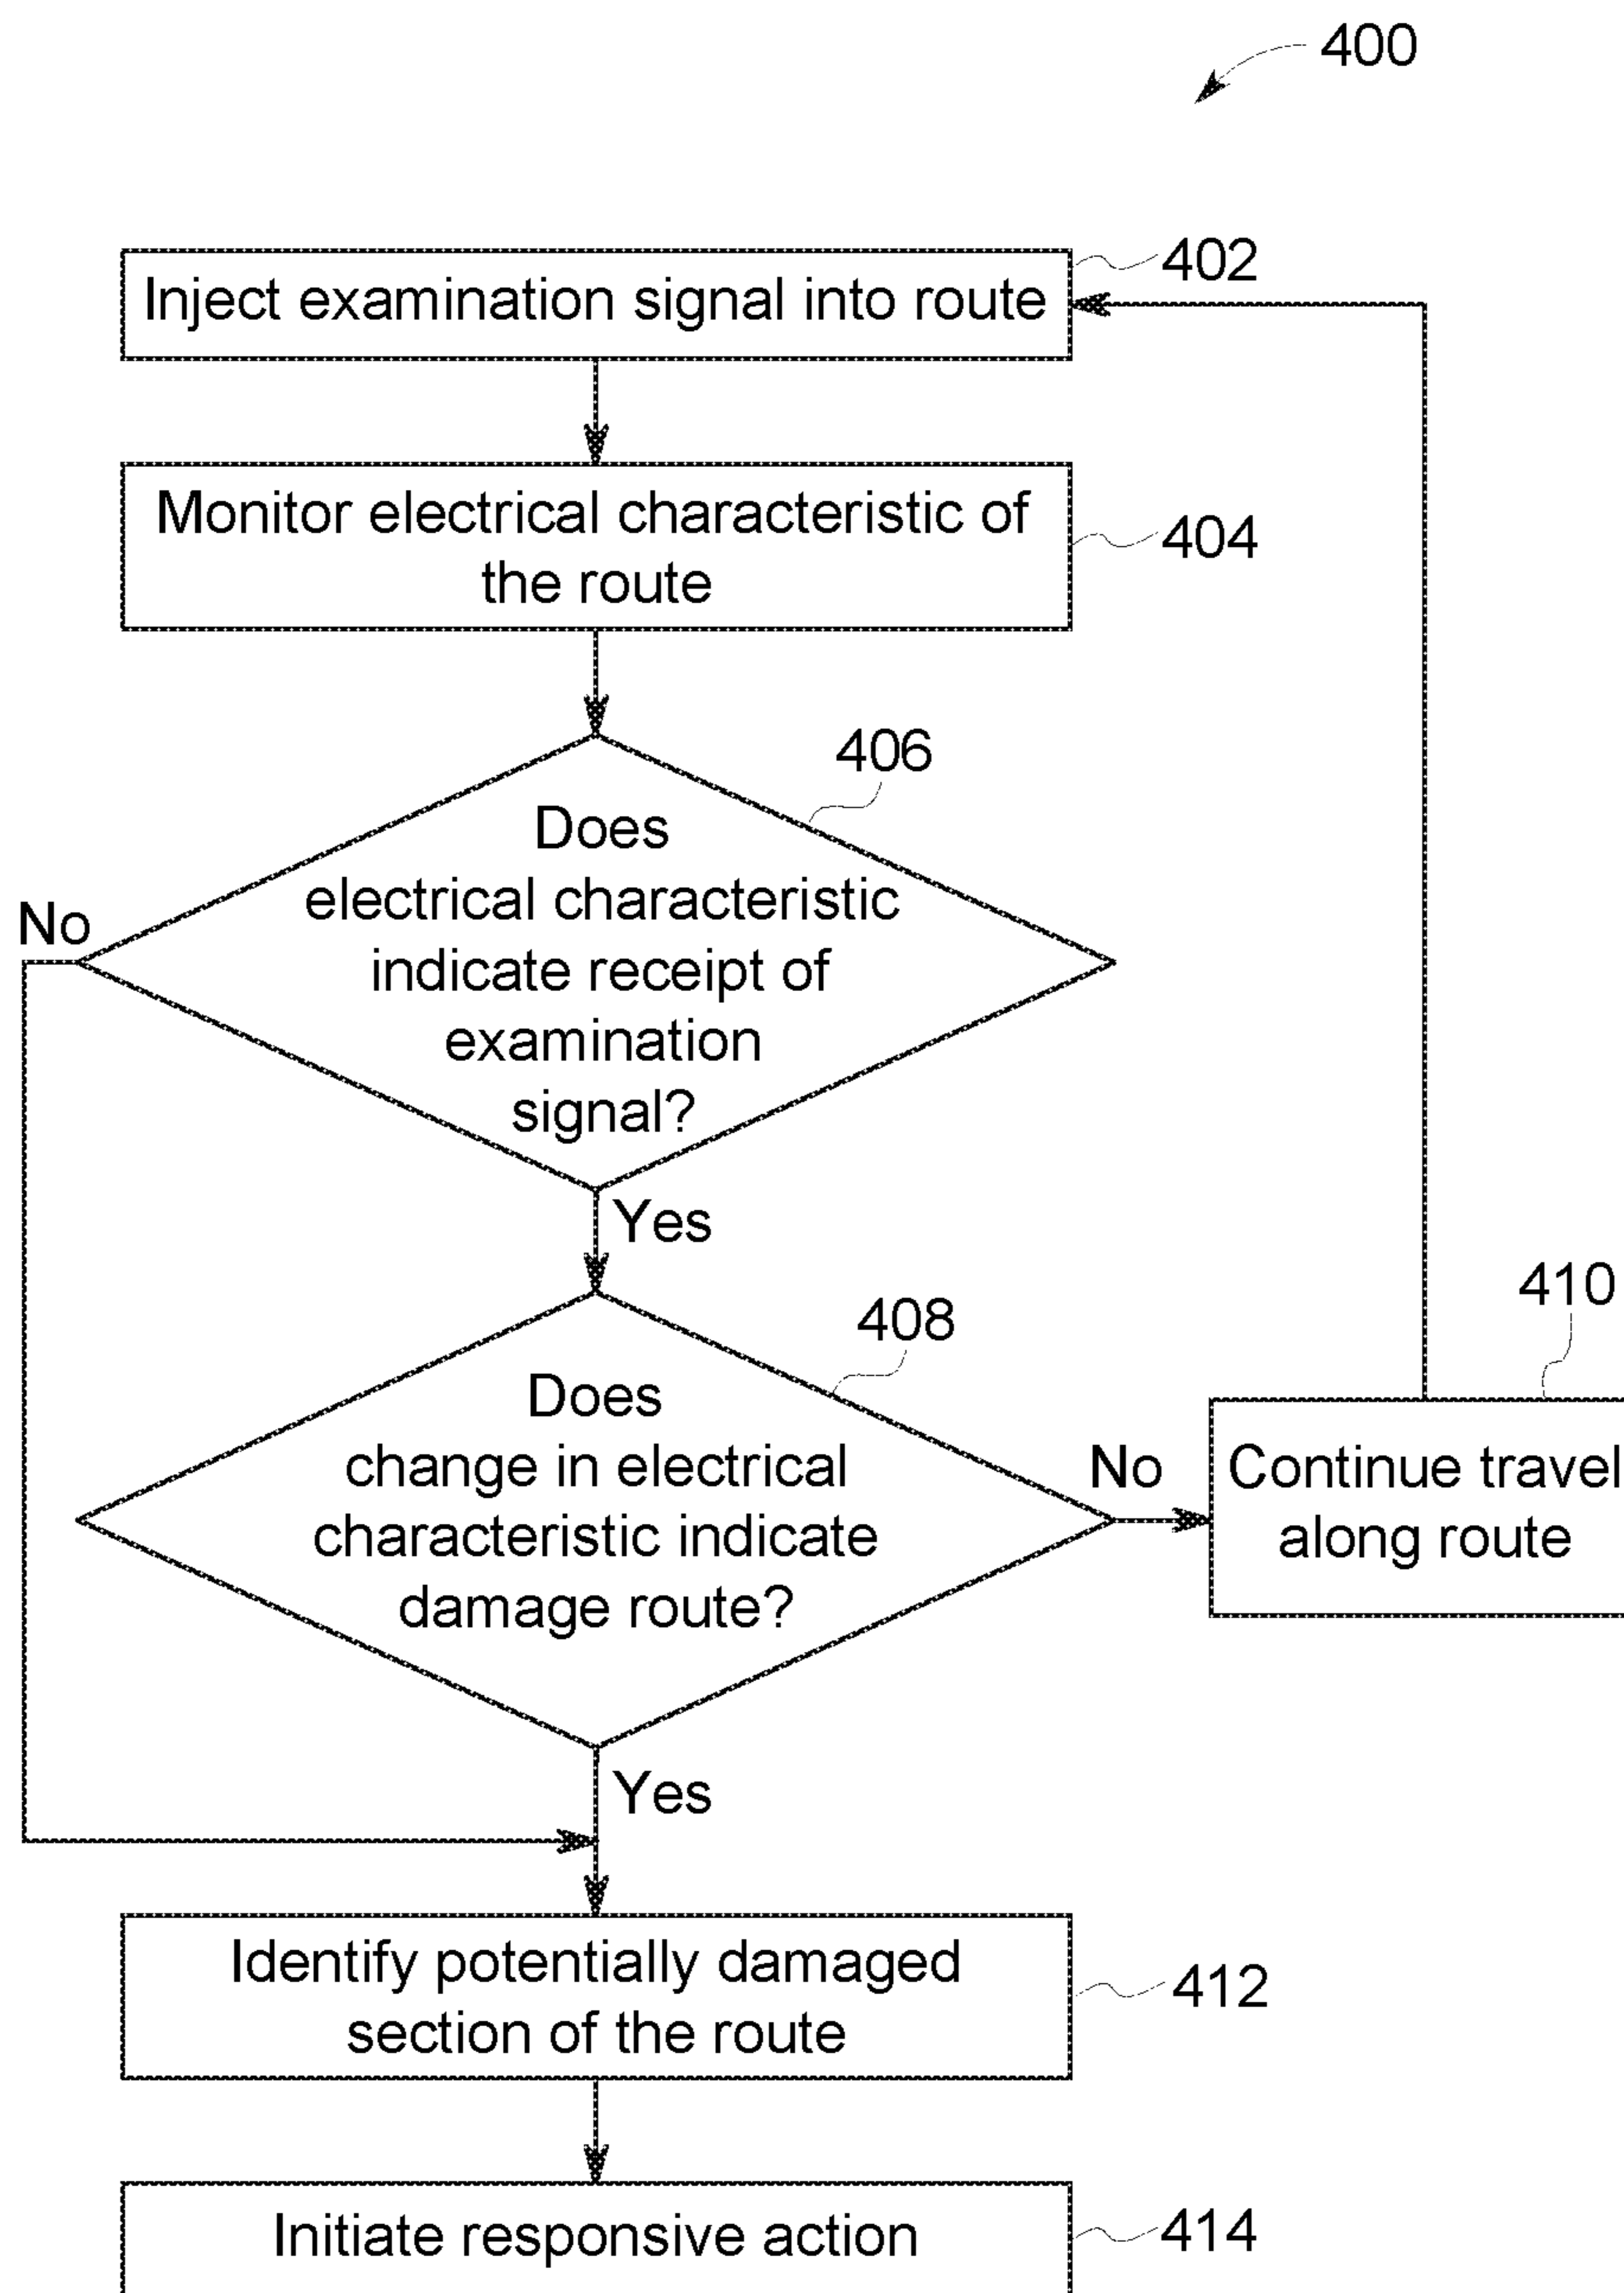 400
402
Inject examination signal into route
Monitor electrical characteristic of
the route
404
406
Does
electrical characteristic
indicate receipt of
examination
signal?
No
Yes
408
410
Does
change in electrical
characteristic indicate
damage route?
No
Continue travel
along route
Yes
Identify potentially damaged
section of the route
412
Initiate responsive action
414